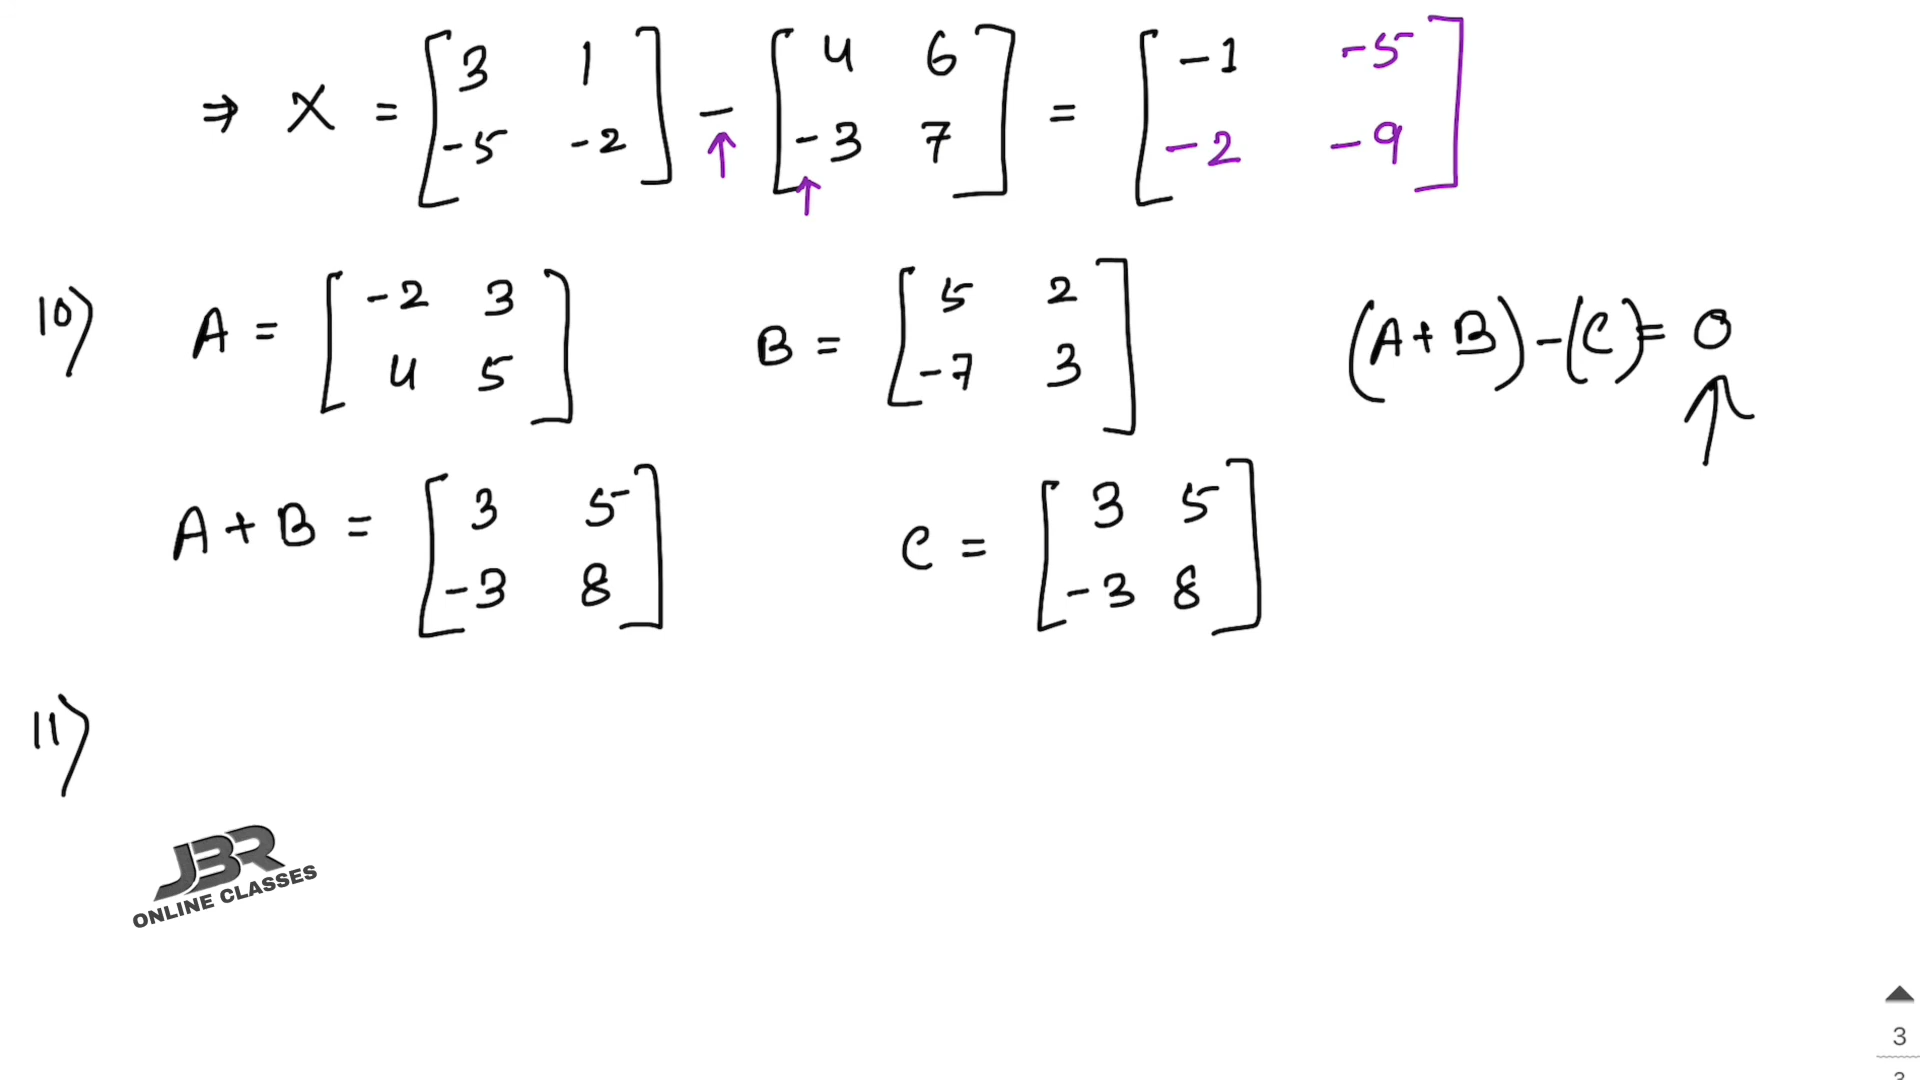 ⇒ X = [3 1 -5 -2] - [4 6 -3 7] = [-1 -5 -2 -9]
10) A = [-2 3 4 5] B = [5 2 -7 3] (A+B)-(C)= 0
A+B = [3 5 -3 8] C = [3 5 -3 8]
11)
JBR
ONLINE CLASSES
3